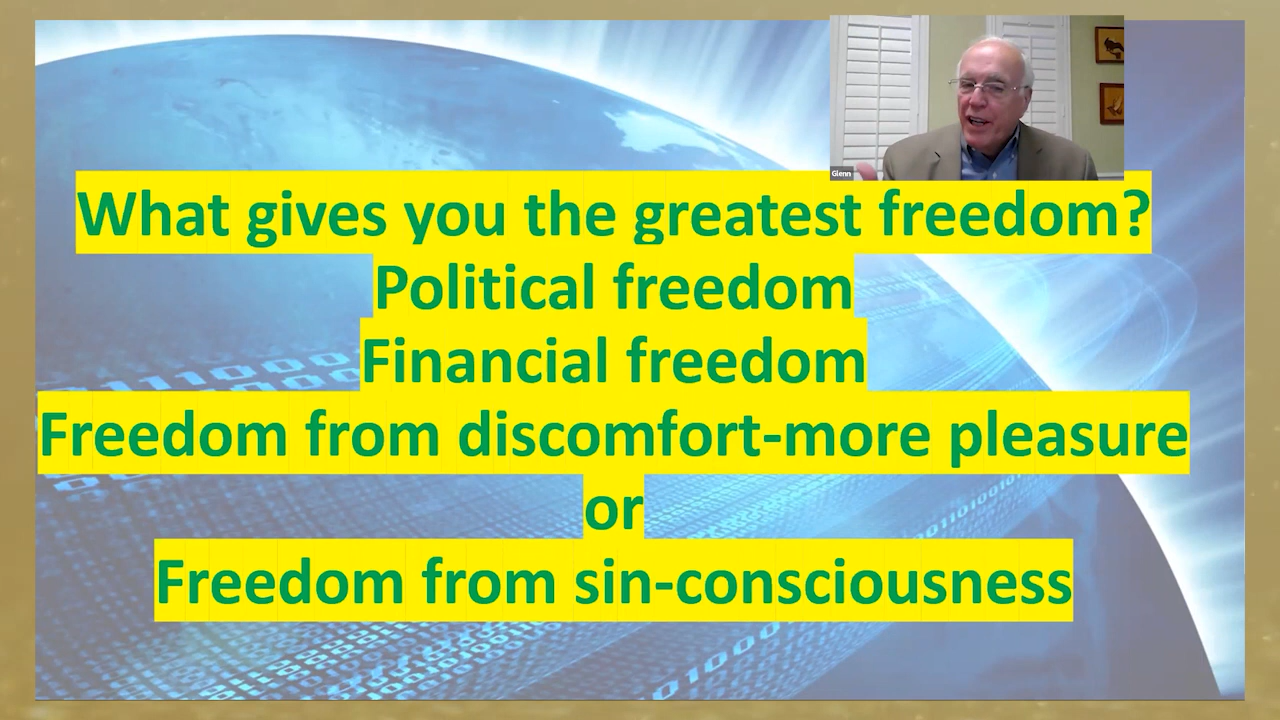 Glenn
What gives you the greatest freedom?
Political freedom
Financial freedom
Freedom from discomfort-more pleasure
or
Freedom from sin-consciousness